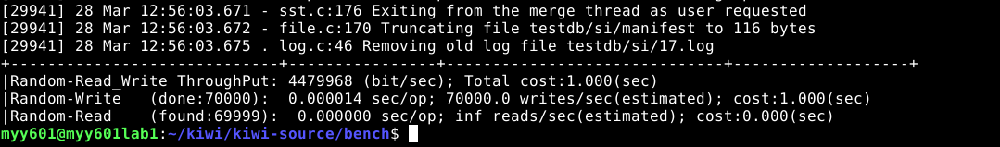 [29941] 28 Mar 12:56:03.671 - sst.c:176 Exiting from the merge thread as user requested
[29941] 28 Mar 12:56:03.672 - file.c:170 Truncating file testdb/si/manifest to 116 bytes
[29941] 28 Mar 12:56:03.675 . log.c:46 Removing old log file testdb/si/17.log
+-----------------------------+----------------+------------------------------+-------------------+
|Random-Read_Write ThroughPut: 4479968 (bit/sec); Total cost:1.000(sec)
|Random-Write   (done:70000):  0.000014 sec/op; 70000.0 writes/sec(estimated); cost:1.000(sec)
|Random-Read    (found:69999):  0.000000 sec/op; inf reads/sec(estimated); cost:0.000(sec)
myy601@myy601lab1:~/kiwi/kiwi-source/bench$